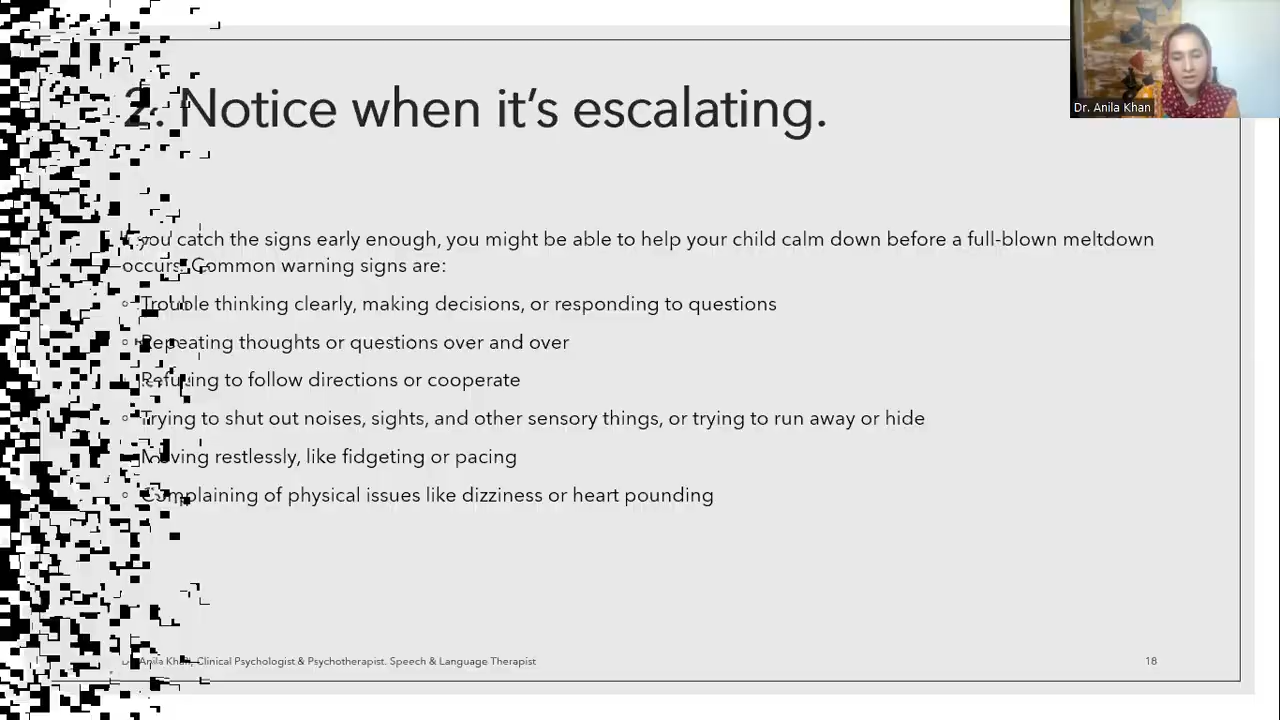 Dr. Anila Khan
2. Notice when it's escalating.
If you catch the signs early enough, you might be able to help your child calm down before a full-blown meltdown
occurs. Common warning signs are:
Trouble thinking clearly, making decisions, or responding to questions
Repeating thoughts or questions over and over
Refusing to follow directions or cooperate
Trying to shut out noises, sights, and other sensory things, or trying to run away or hide
Moving restlessly, like fidgeting or pacing
Complaining of physical issues like dizziness or heart pounding
Dr. Anila Khan, Clinical Psychologist & Psychotherapist. Speech & Language Therapist
18